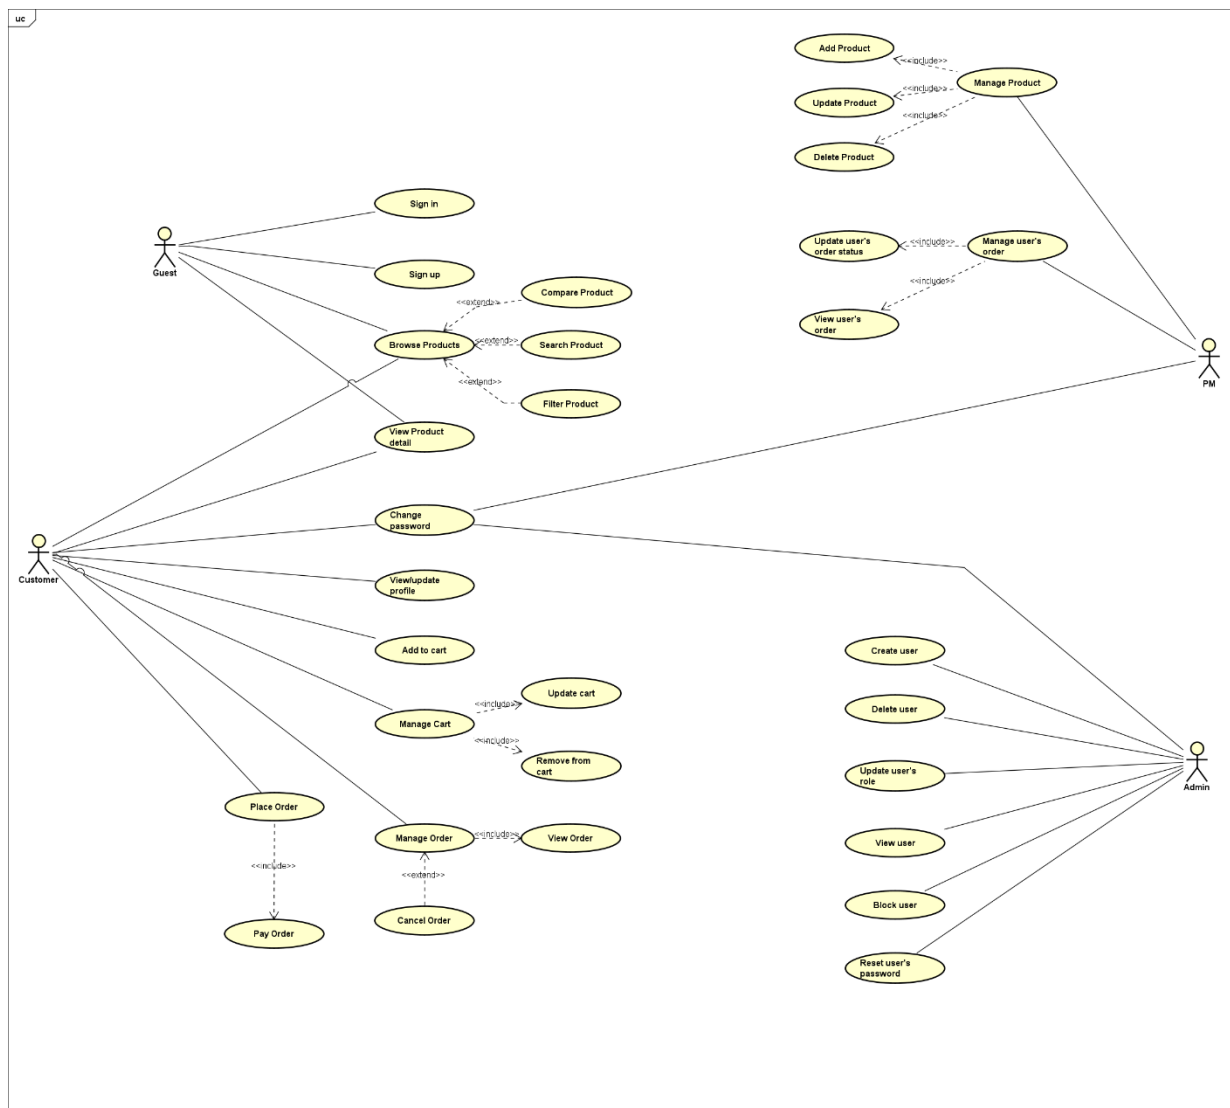 uc
Add Product
<<include>>
Manage Product
<<include>>
Update Product
<<include>>
Delete Product
Sign in
Guest
Sign up
Update user's
order status
<<include>>
Manage user's
order
<<include>>
View user's
order
Compare Product
<<extend>>
Browse Products
<<extend>>
Search Product
<<extend>>
Filter Product
PM
View Product
detail
Change
password
Customer
View/update
profile
Add to cart
Create user
Manage Cart
<<include>>
Update cart
<<include>>
Remove from
cart
Delete user
Update user's
role
Admin
Place Order
Manage Order
<<include>>
View Order
View user
<<include>>
<<extend>>
Pay Order
Cancel Order
Block user
Reset user's
password